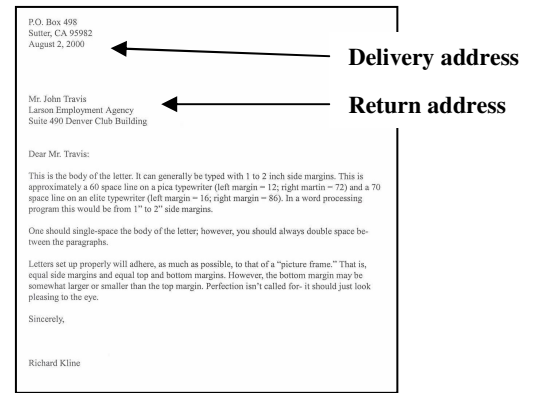 P.O. Box 498
Sutter, CA 95982
August 2, 2000
Delivery address
Mr. John Travis
Larson Employment Agency
Suite 490 Denver Club Building
Return address
Dear Mr. Travis:
This is the body of the letter. It can generally be typed with 1 to 2 inch side margins. This is
approximately a 60 space line on a pica typewriter (left margin = 12; right martin = 72) and a 70
space line on an elite typewriter (left margin = 16; right margin = 86). In a word processing
program this would be from 1” to 2” side margins.
One should single-space the body of the letter; however, you should always double space be-
tween the paragraphs.
Letters set up properly will adhere, as much as possible, to that of a “picture frame.” That is,
equal side margins and equal top and bottom margins. However, the bottom margin may be
somewhat larger or smaller than the top margin. Perfection isn’t called for- it should just look
pleasing to the eye.
Sincerely,
Richard Kline